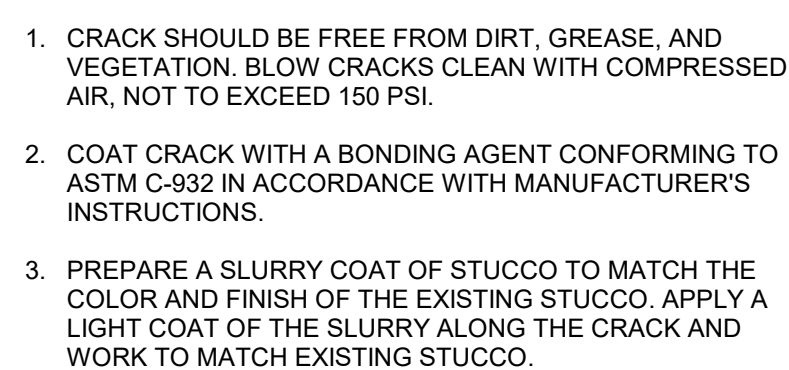 1. CRACK SHOULD BE FREE FROM DIRT, GREASE, AND
VEGETATION. BLOW CRACKS CLEAN WITH COMPRESSED
AIR, NOT TO EXCEED 150 PSI.
2. COAT CRACK WITH A BONDING AGENT CONFORMING TO
ASTM C-932 IN ACCORDANCE WITH MANUFACTURER'S
INSTRUCTIONS.
3. PREPARE A SLURRY COAT OF STUCCO TO MATCH THE
COLOR AND FINISH OF THE EXISTING STUCCO. APPLY A
LIGHT COAT OF THE SLURRY ALONG THE CRACK AND
WORK TO MATCH EXISTING STUCCO.